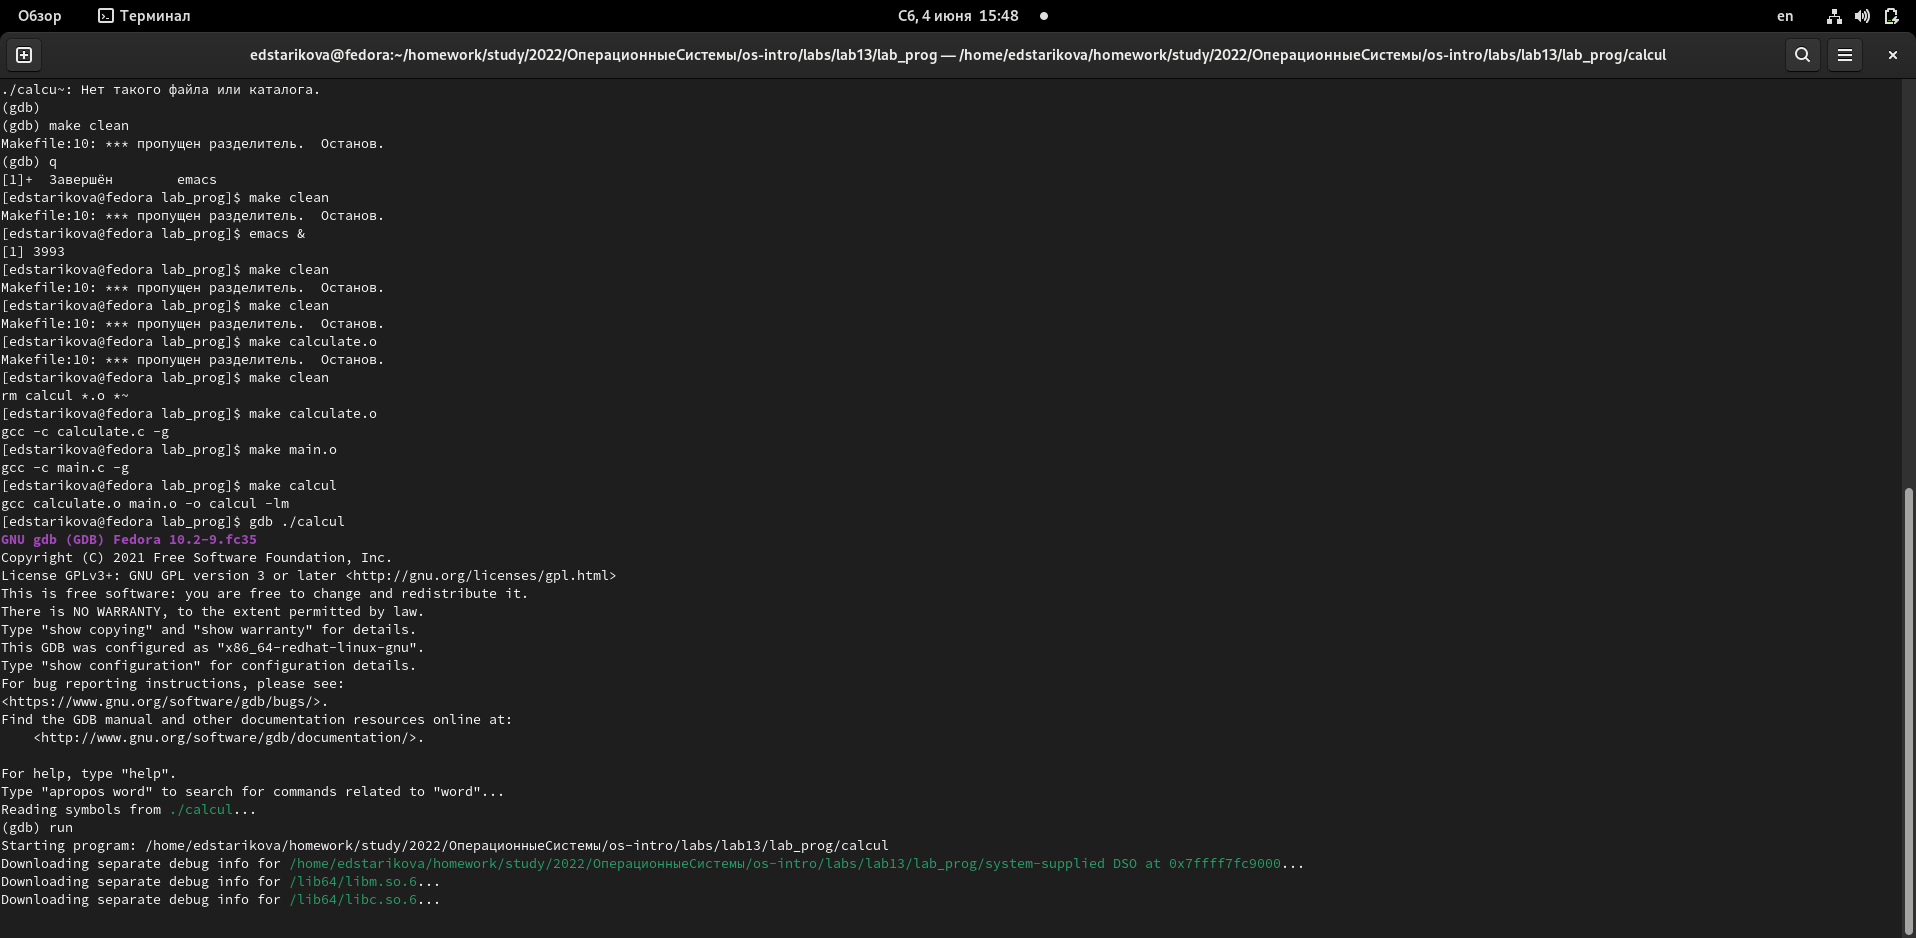 Обзор Терминал Сб, 4 июня 15:48 en
edstarikova@fedora:~/homework/study/2022/ОперационныеСистемы/os-intro/labs/lab13/lab_prog — /home/edstarikova/homework/study/2022/ОперационныеСистемы/os-intro/labs/lab13/lab_prog/calcul
./calcu~: Нет такого файла или каталога.
(gdb)
(gdb) make clean
Makefile:10: *** пропущен разделитель.  Останов.
(gdb) q
[1]+  Завершён        emacs
[edstarikova@fedora lab_prog]$ make clean
Makefile:10: *** пропущен разделитель.  Останов.
[edstarikova@fedora lab_prog]$ emacs &
[1] 3993
[edstarikova@fedora lab_prog]$ make clean
Makefile:10: *** пропущен разделитель.  Останов.
[edstarikova@fedora lab_prog]$ make clean
Makefile:10: *** пропущен разделитель.  Останов.
[edstarikova@fedora lab_prog]$ make calculate.o
Makefile:10: *** пропущен разделитель.  Останов.
[edstarikova@fedora lab_prog]$ make clean
rm calcul *.o *~
[edstarikova@fedora lab_prog]$ make calculate.o
gcc -c calculate.c -g
[edstarikova@fedora lab_prog]$ make main.o
gcc -c main.c -g
[edstarikova@fedora lab_prog]$ make calcul
gcc calculate.o main.o -o calcul -lm
[edstarikova@fedora lab_prog]$ gdb ./calcul
GNU gdb (GDB) Fedora 10.2-9.fc35
Copyright (C) 2021 Free Software Foundation, Inc.
License GPLv3+: GNU GPL version 3 or later <http://gnu.org/licenses/gpl.html>
This is free software: you are free to change and redistribute it.
There is NO WARRANTY, to the extent permitted by law.
Type "show copying" and "show warranty" for details.
This GDB was configured as "x86_64-redhat-linux-gnu".
Type "show configuration" for configuration details.
For bug reporting instructions, please see:
<https://www.gnu.org/software/gdb/bugs/>.
Find the GDB manual and other documentation resources online at:
    <http://www.gnu.org/software/gdb/documentation/>.

For help, type "help".
Type "apropos word" to search for commands related to "word"...
Reading symbols from ./calcul...
(gdb) run
Starting program: /home/edstarikova/homework/study/2022/ОперационныеСистемы/os-intro/labs/lab13/lab_prog/calcul
Downloading separate debug info for /home/edstarikova/homework/study/2022/ОперационныеСистемы/os-intro/labs/lab13/lab_prog/system-supplied DSO at 0x7ffff7fc9000...
Downloading separate debug info for /lib64/libm.so.6...
Downloading separate debug info for /lib64/libc.so.6...